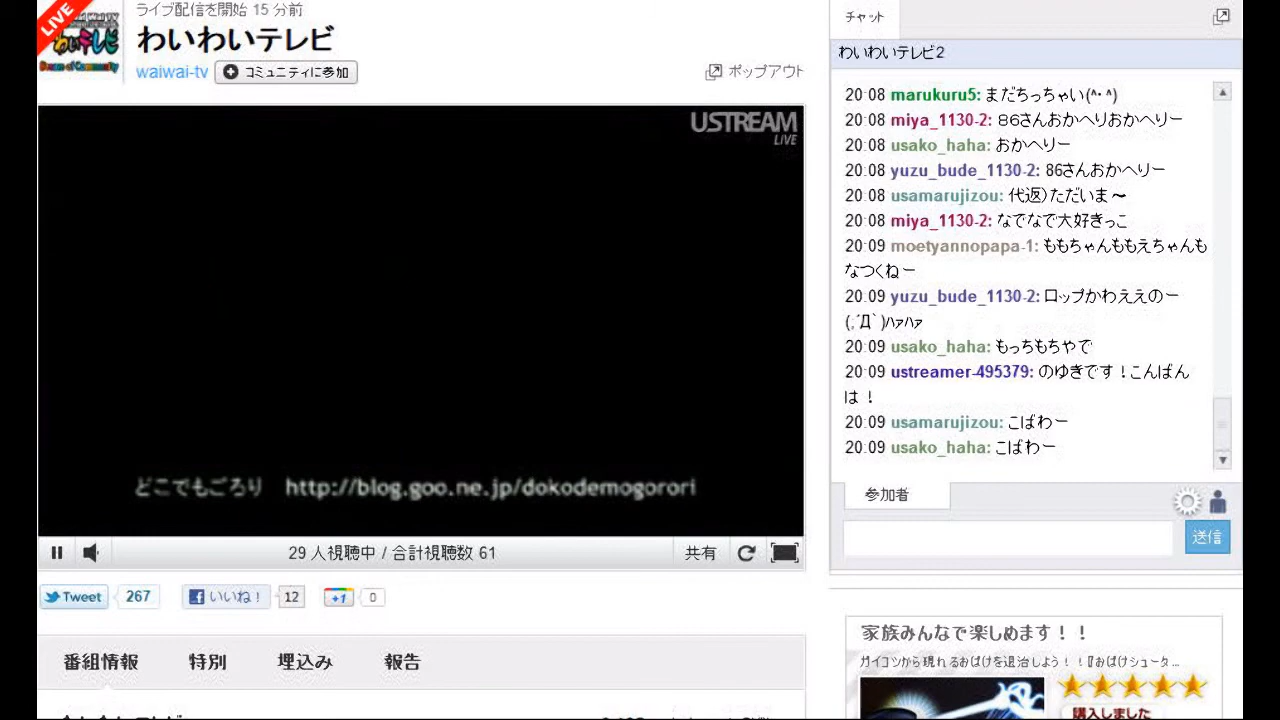 LIVE
わいテレビ
Dream of Community
ライブ配信を開始 15 分前
わいわいテレビ
waiwai-tv
コミュニティに参加
ポップアウト
USTREAM
LIVE
どこでもごろり http://blog.goo.ne.jp/dokodemogorori
29 人視聴中 / 合計視聴数 61
共有
Tweet 267
いいね！ 12
+1 0
番組情報 特別 埋込み 報告
チャット
わいわいテレビ2
20:08 marukuru5: まだちっちゃい(^・^)
20:08 miya_1130-2: ８６さんおかへりおかへりー
20:08 usako_haha: おかへりー
20:08 yuzu_bude_1130-2: 86さんおかへりー
20:08 usamarujizou: 代返)ただいま～
20:08 miya_1130-2: なでなで大好きっこ
20:09 moetyannopapa-1: ももちゃんももえちゃんも
なつくねー
20:09 yuzu_bude_1130-2: ロップかわええのー
(;´Д`)ﾊｧﾊｧ
20:09 usako_haha: もっちもちやで
20:09 ustreamer-495379: のゆきです！こんばん
は！
20:09 usamarujizou: こばわー
20:09 usako_haha: こばわー
参加者
送信
家族みんなで楽しめます！！
ガイコツから現れるおばけを退治しよう！！『おばけシュータ...
購入しました